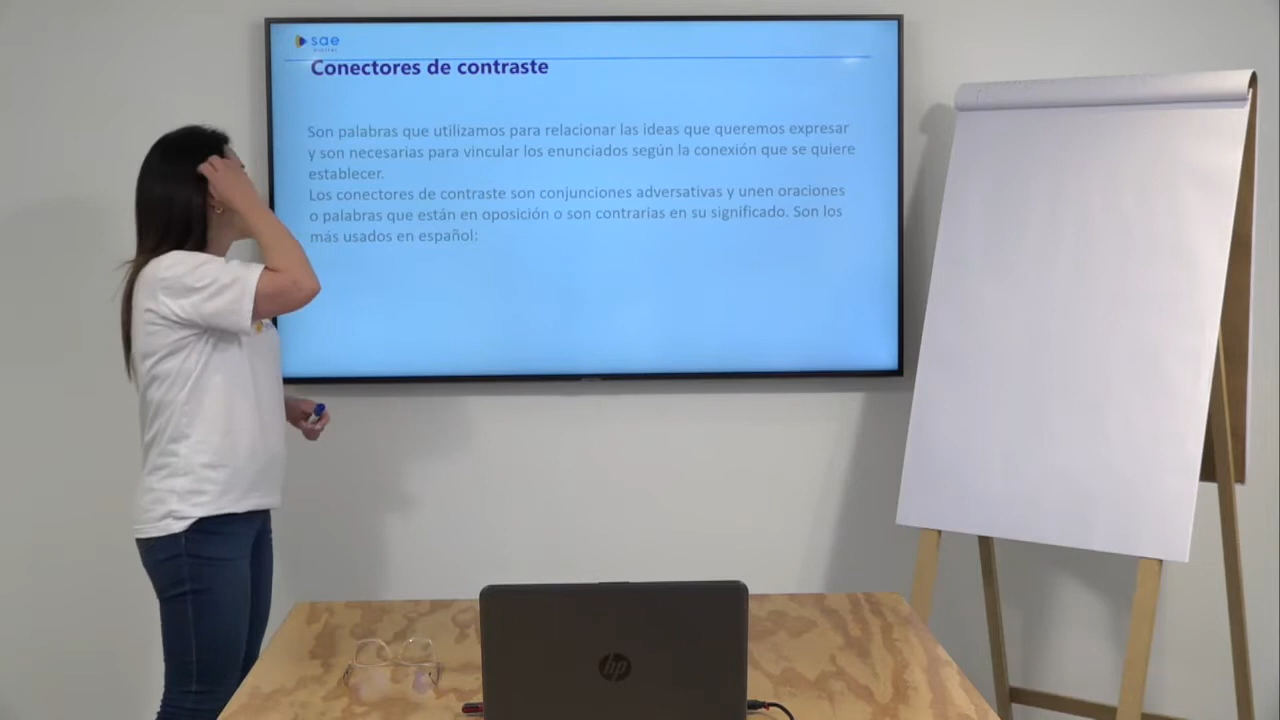 sae
DIGITAL
Conectores de contraste
Son palabras que utilizamos para relacionar las ideas que queremos expresar
y son necesarias para vincular los enunciados según la conexión que se quiere
establecer.
Los conectores de contraste son conjunciones adversativas y unen oraciones
o palabras que están en oposición o son contrarias en su significado. Son los
más usados en español:
hp